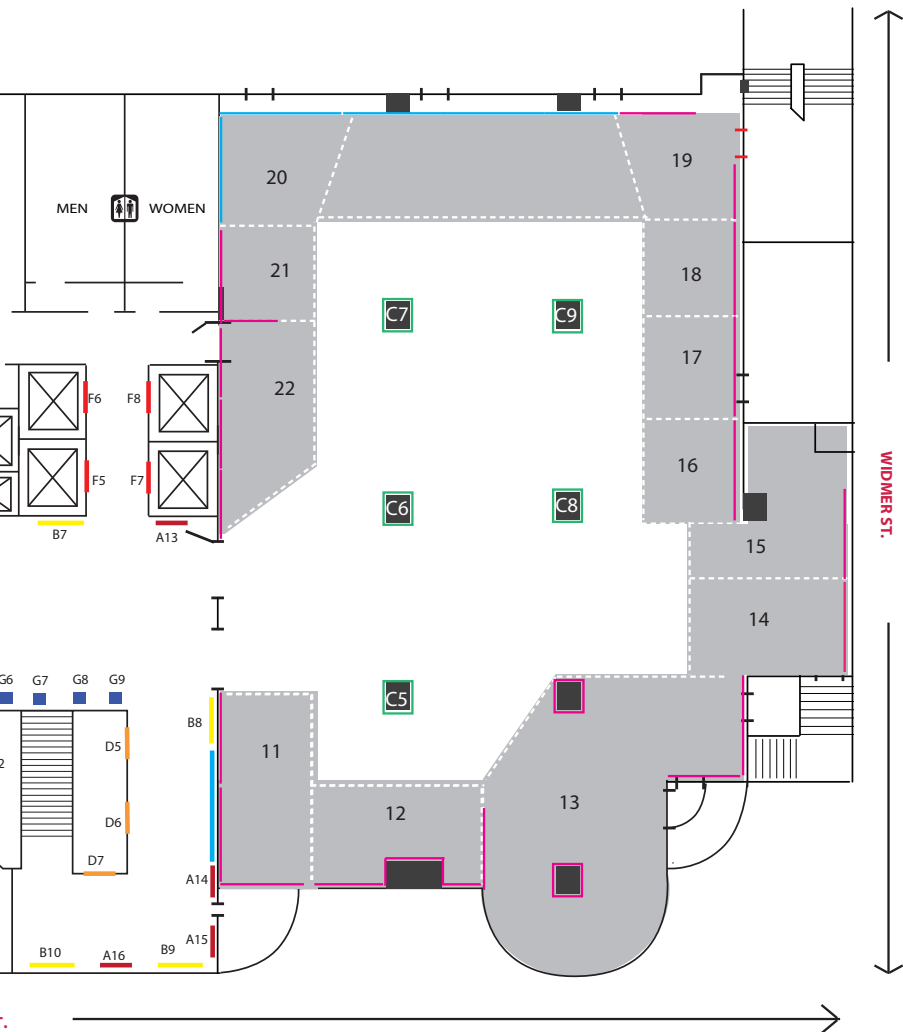 19
20
MEN WOMEN
21
18
C7 C9
17
22
F6 F8
16
F5 F7
C6 C8
B7 A13
WIDMER ST.
15
14
G6 G7 G8 G9
C5
B8
D5
11
2
13
12
D6
D7
A14
A15
B10 A16 B9
T.